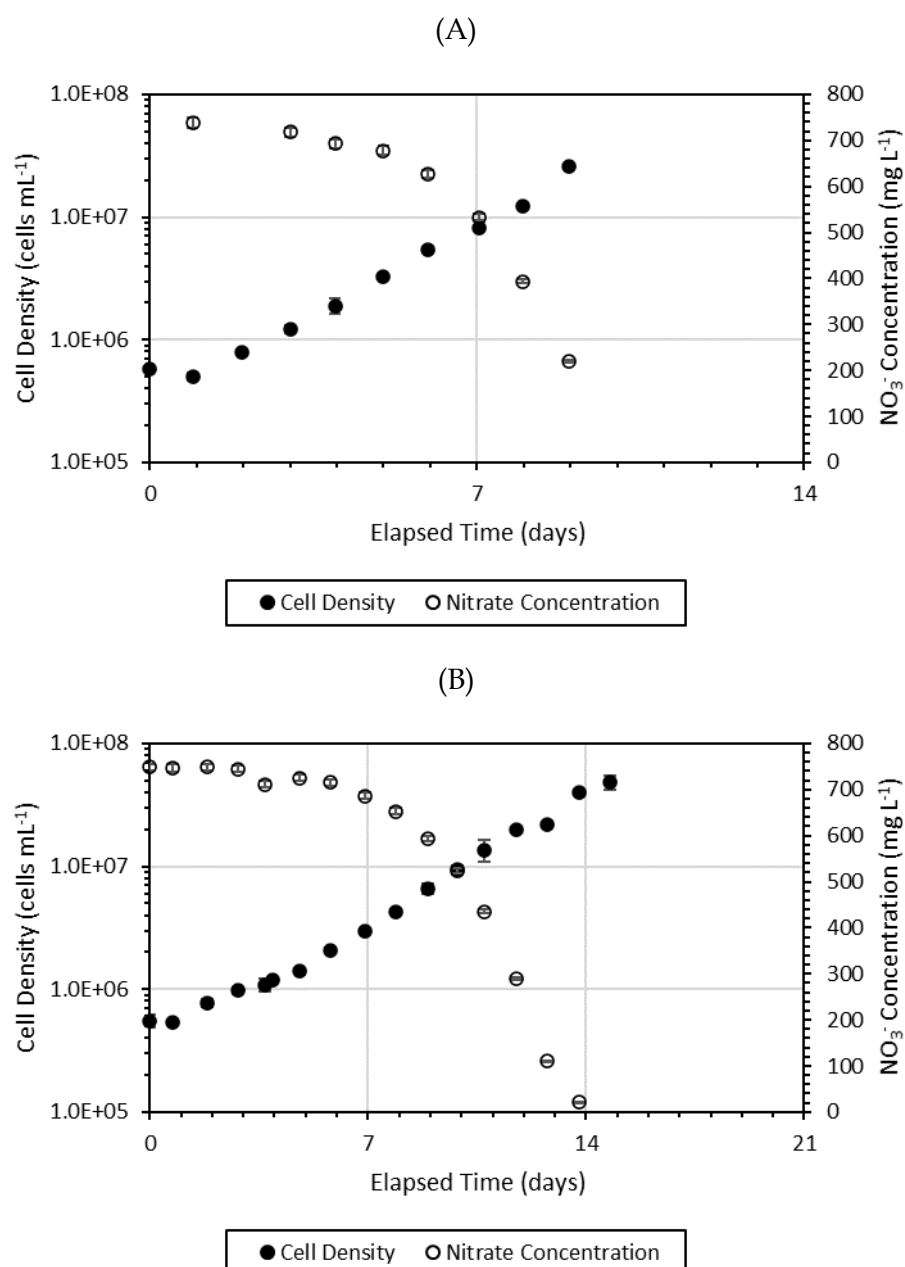 (A)
Cell Density (cells mL-1)
1.0E+08
1.0E+07
1.0E+06
1.0E+05
800
700
600
500
400
300
200
100
0
NO3- Concentration (mg L-1)
0 7 14
Elapsed Time (days)
Cell Density Nitrate Concentration
(B)
Cell Density (cells mL-1)
1.0E+08
1.0E+07
1.0E+06
1.0E+05
800
700
600
500
400
300
200
100
0
NO3- Concentration (mg L-1)
0 7 14 21
Elapsed Time (days)
Cell Density Nitrate Concentration